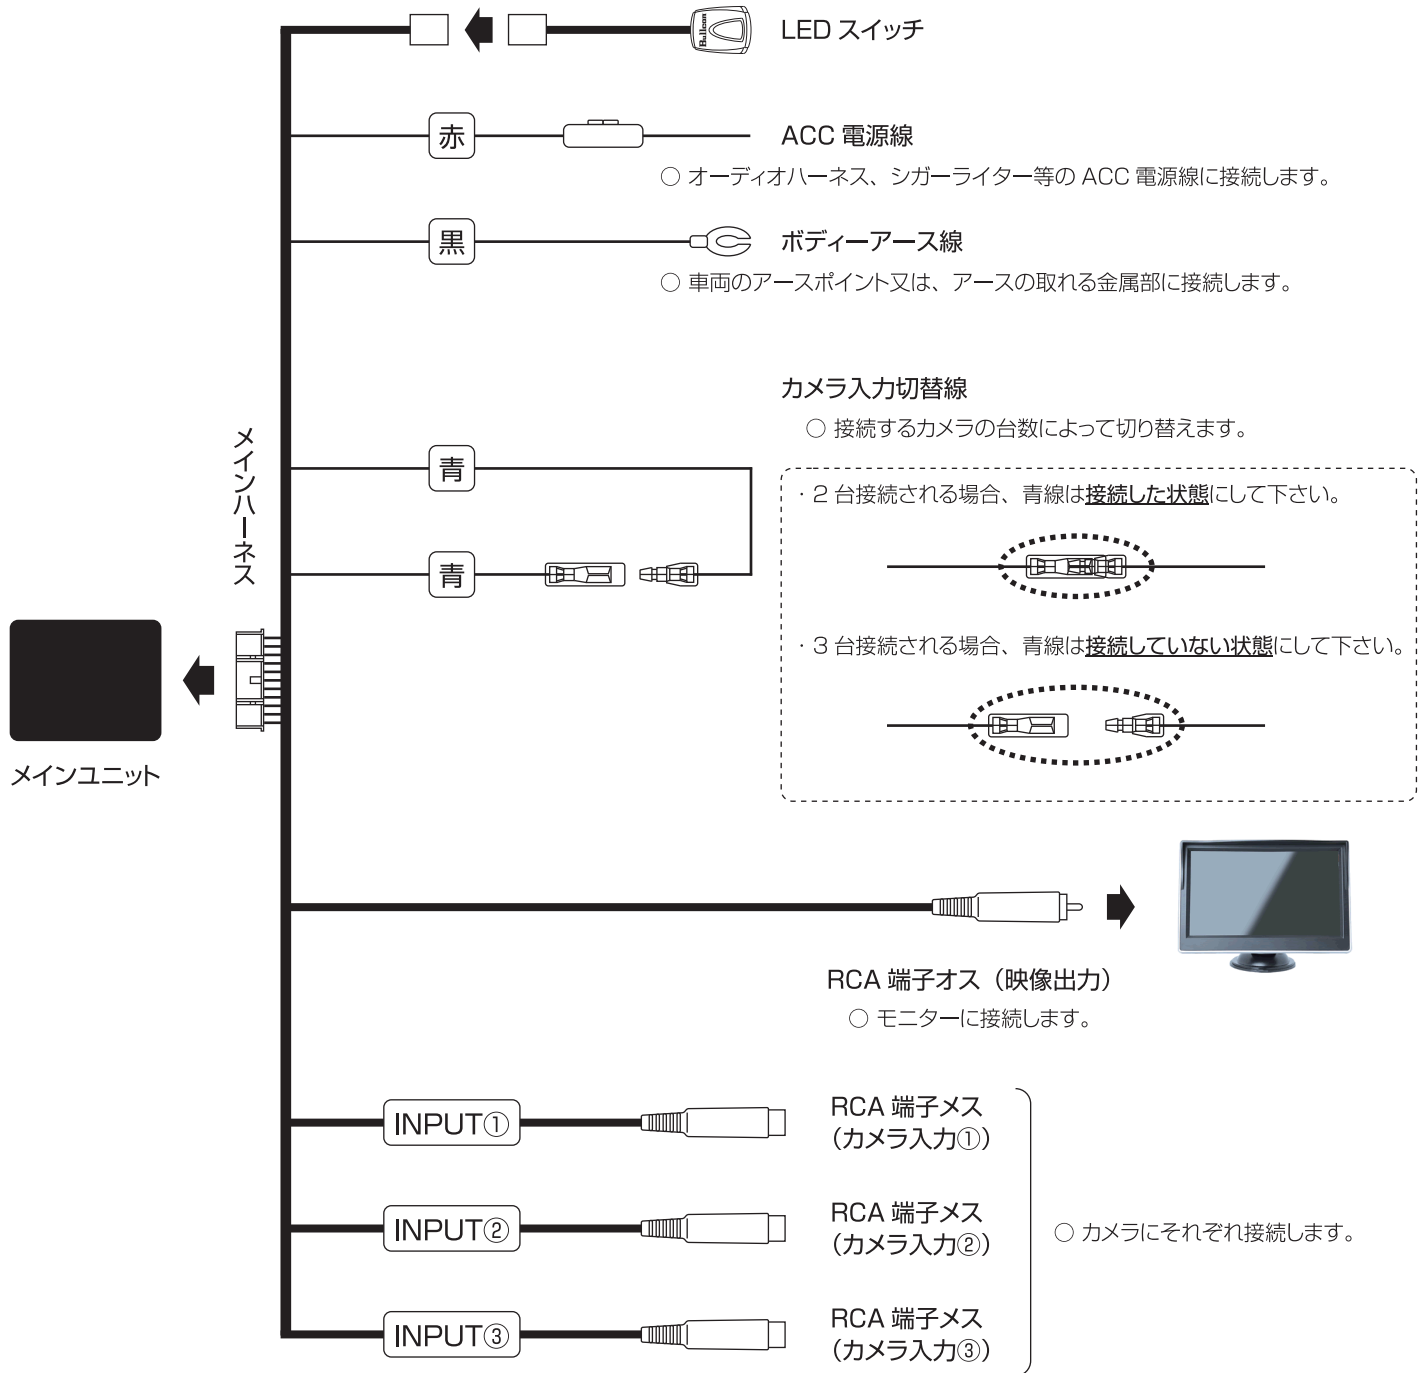 Bullcon
LED スイッチ
赤
ACC 電源線
○ オーディオハーネス、シガーライター等の ACC 電源線に接続します。
黒
ボディーアース線
○ 車両のアースポイント又は、アースの取れる金属部に接続します。
カメラ入力切替線
○ 接続するカメラの台数によって切り替えます。
青
青
・2 台接続される場合、青線は接続した状態にして下さい。
・3 台接続される場合、青線は接続していない状態にして下さい。
メインハーネス
メインユニット
RCA 端子オス（映像出力）
○ モニターに接続します。
INPUT①
RCA 端子メス
（カメラ入力①）
INPUT②
RCA 端子メス
（カメラ入力②）
○ カメラにそれぞれ接続します。
INPUT③
RCA 端子メス
（カメラ入力③）